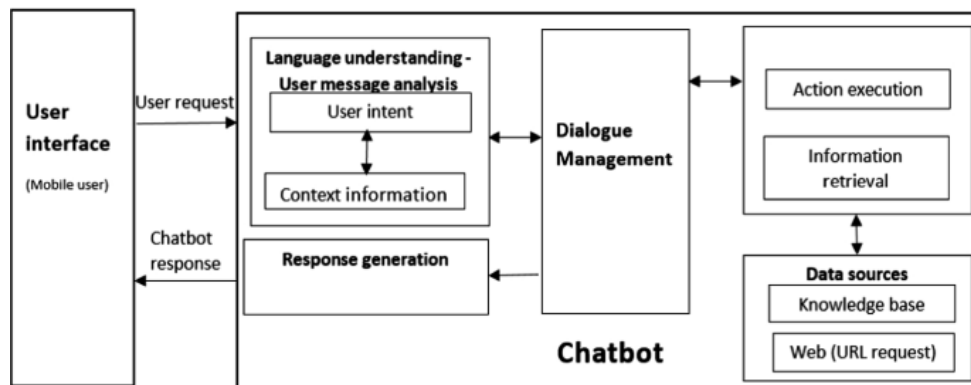 User
interface
(Mobile user)
User request
Chatbot
response
Language understanding -
User message analysis
User intent
Context information
Response generation
Dialogue
Management
Action execution
Information
retrieval
Data sources
Knowledge base
Web (URL request)
Chatbot